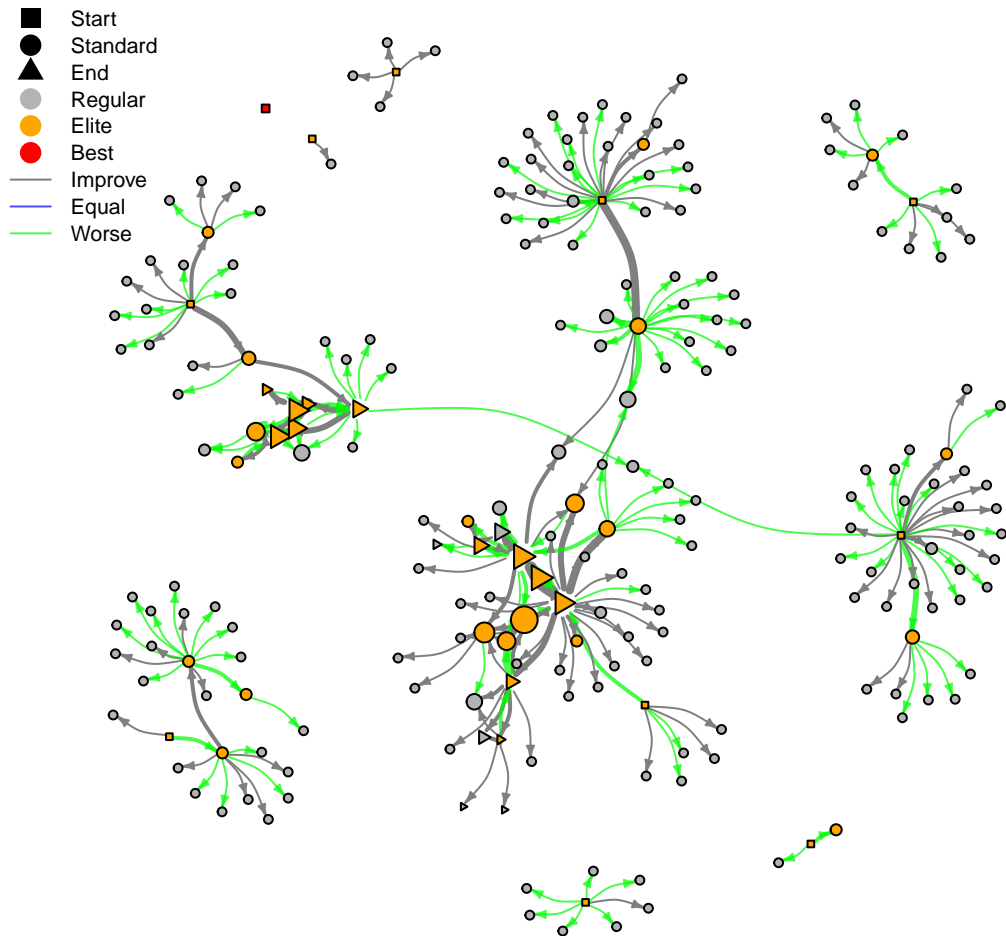 Start
Standard
End
Regular
Elite
Best
Improve
Equal
Worse